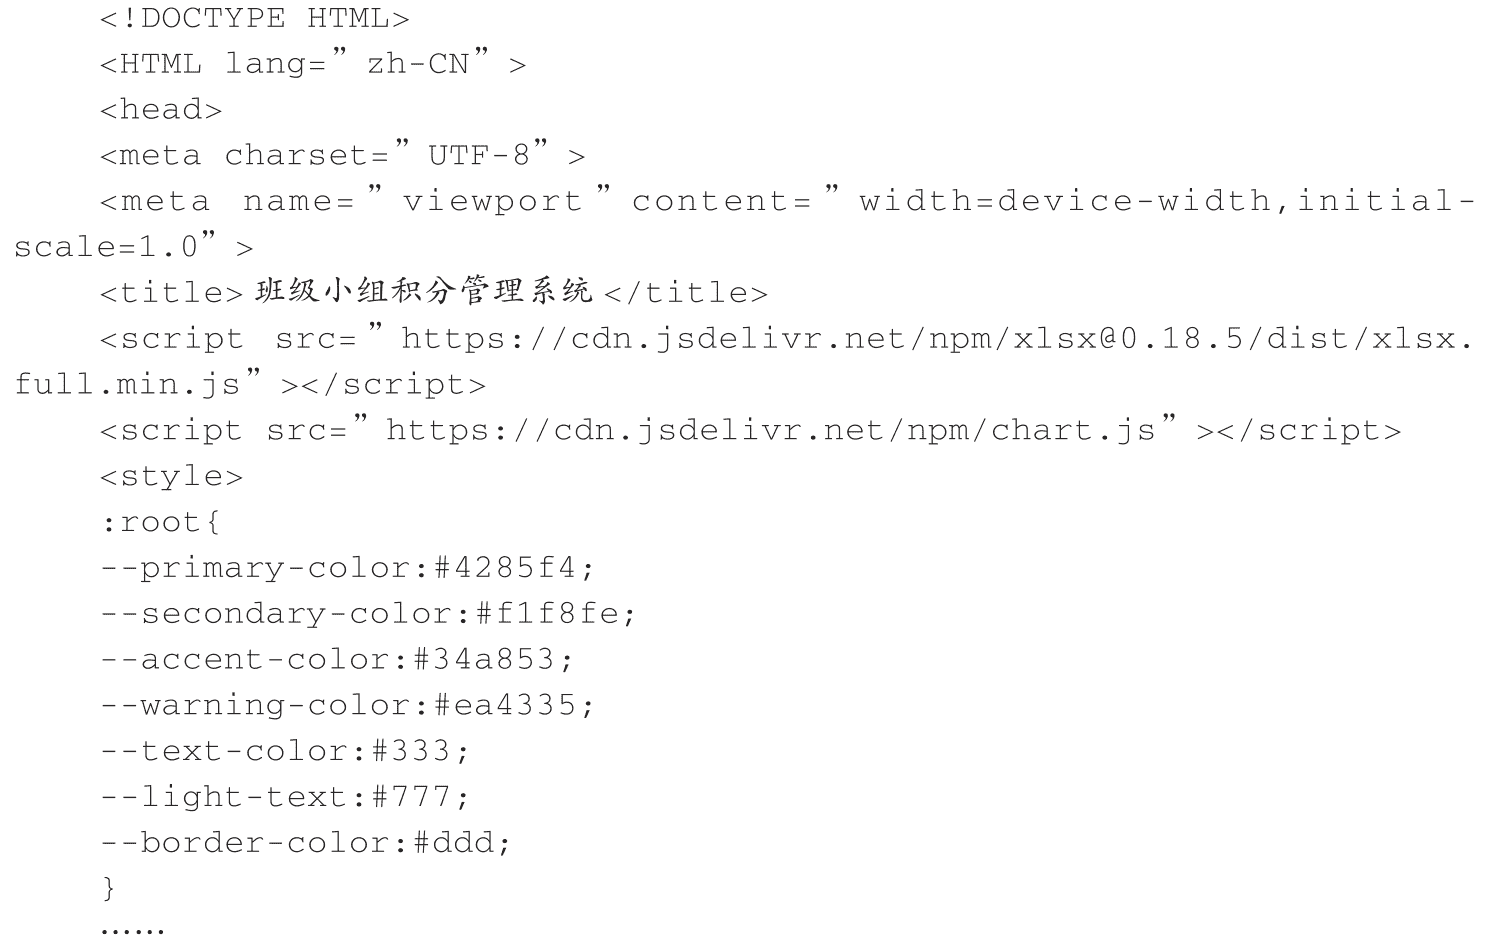 <!DOCTYPE HTML>
<HTML lang=”zh-CN”>
<head>
<meta charset=”UTF-8”>
<meta name=”viewport”content=”width=device-width,initial-
scale=1.0”>
<title>班级小组积分管理系统</title>
<script src=”https://cdn.jsdelivr.net/npm/xlsx@0.18.5/dist/xlsx.
full.min.js”></script>
<script src=”https://cdn.jsdelivr.net/npm/chart.js”></script>
<style>
:root{
--primary-color:#4285f4;
--secondary-color:#f1f8fe;
--accent-color:#34a853;
--warning-color:#ea4335;
--text-color:#333;
--light-text:#777;
--border-color:#ddd;
}
……